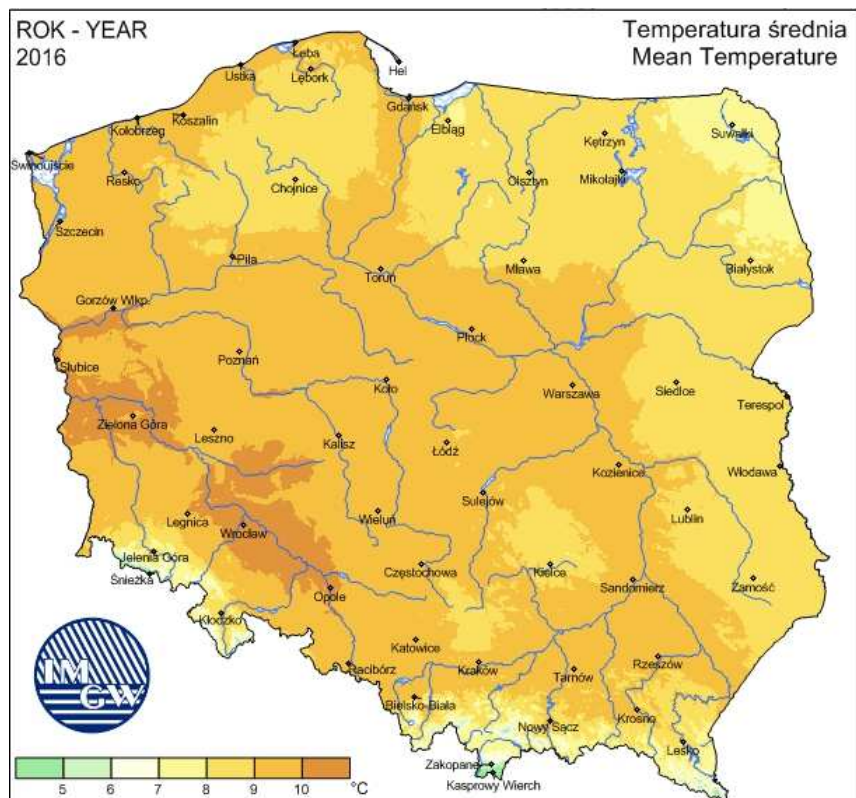 ROK - YEAR
2016
Temperatura średnia
Mean Temperature
Łeba
Ustka
Lębork
Hel
Gdańsk
Kołobrzeg
Koszalin
Elbląg
Kętrzyn
Suwałki
Świnoujście
Resko
Chojnice
Olsztyn
Mikołajki
Szczecin
Piła
Toruń
Mława
Białystok
Gorzów Wlkp.
Płock
Słubice
Poznań
Koło
Warszawa
Siedlce
Terespol
Zielona Góra
Leszno
Kalisz
Łódź
Kozienice
Włodawa
Sulejów
Legnica
Wrocław
Wieluń
Lublin
Jelenia Góra
Śnieżka
Częstochowa
Kielce
Sandomierz
Zamość
Opole
Kłodzko
Katowice
Racibórz
Kraków
Tarnów
Rzeszów
Bielsko-Biała
Nowy Sącz
Krosno
Lesko
Zakopane
Kasprowy Wierch
IM
GW
5 6 7 8 9 10 °C